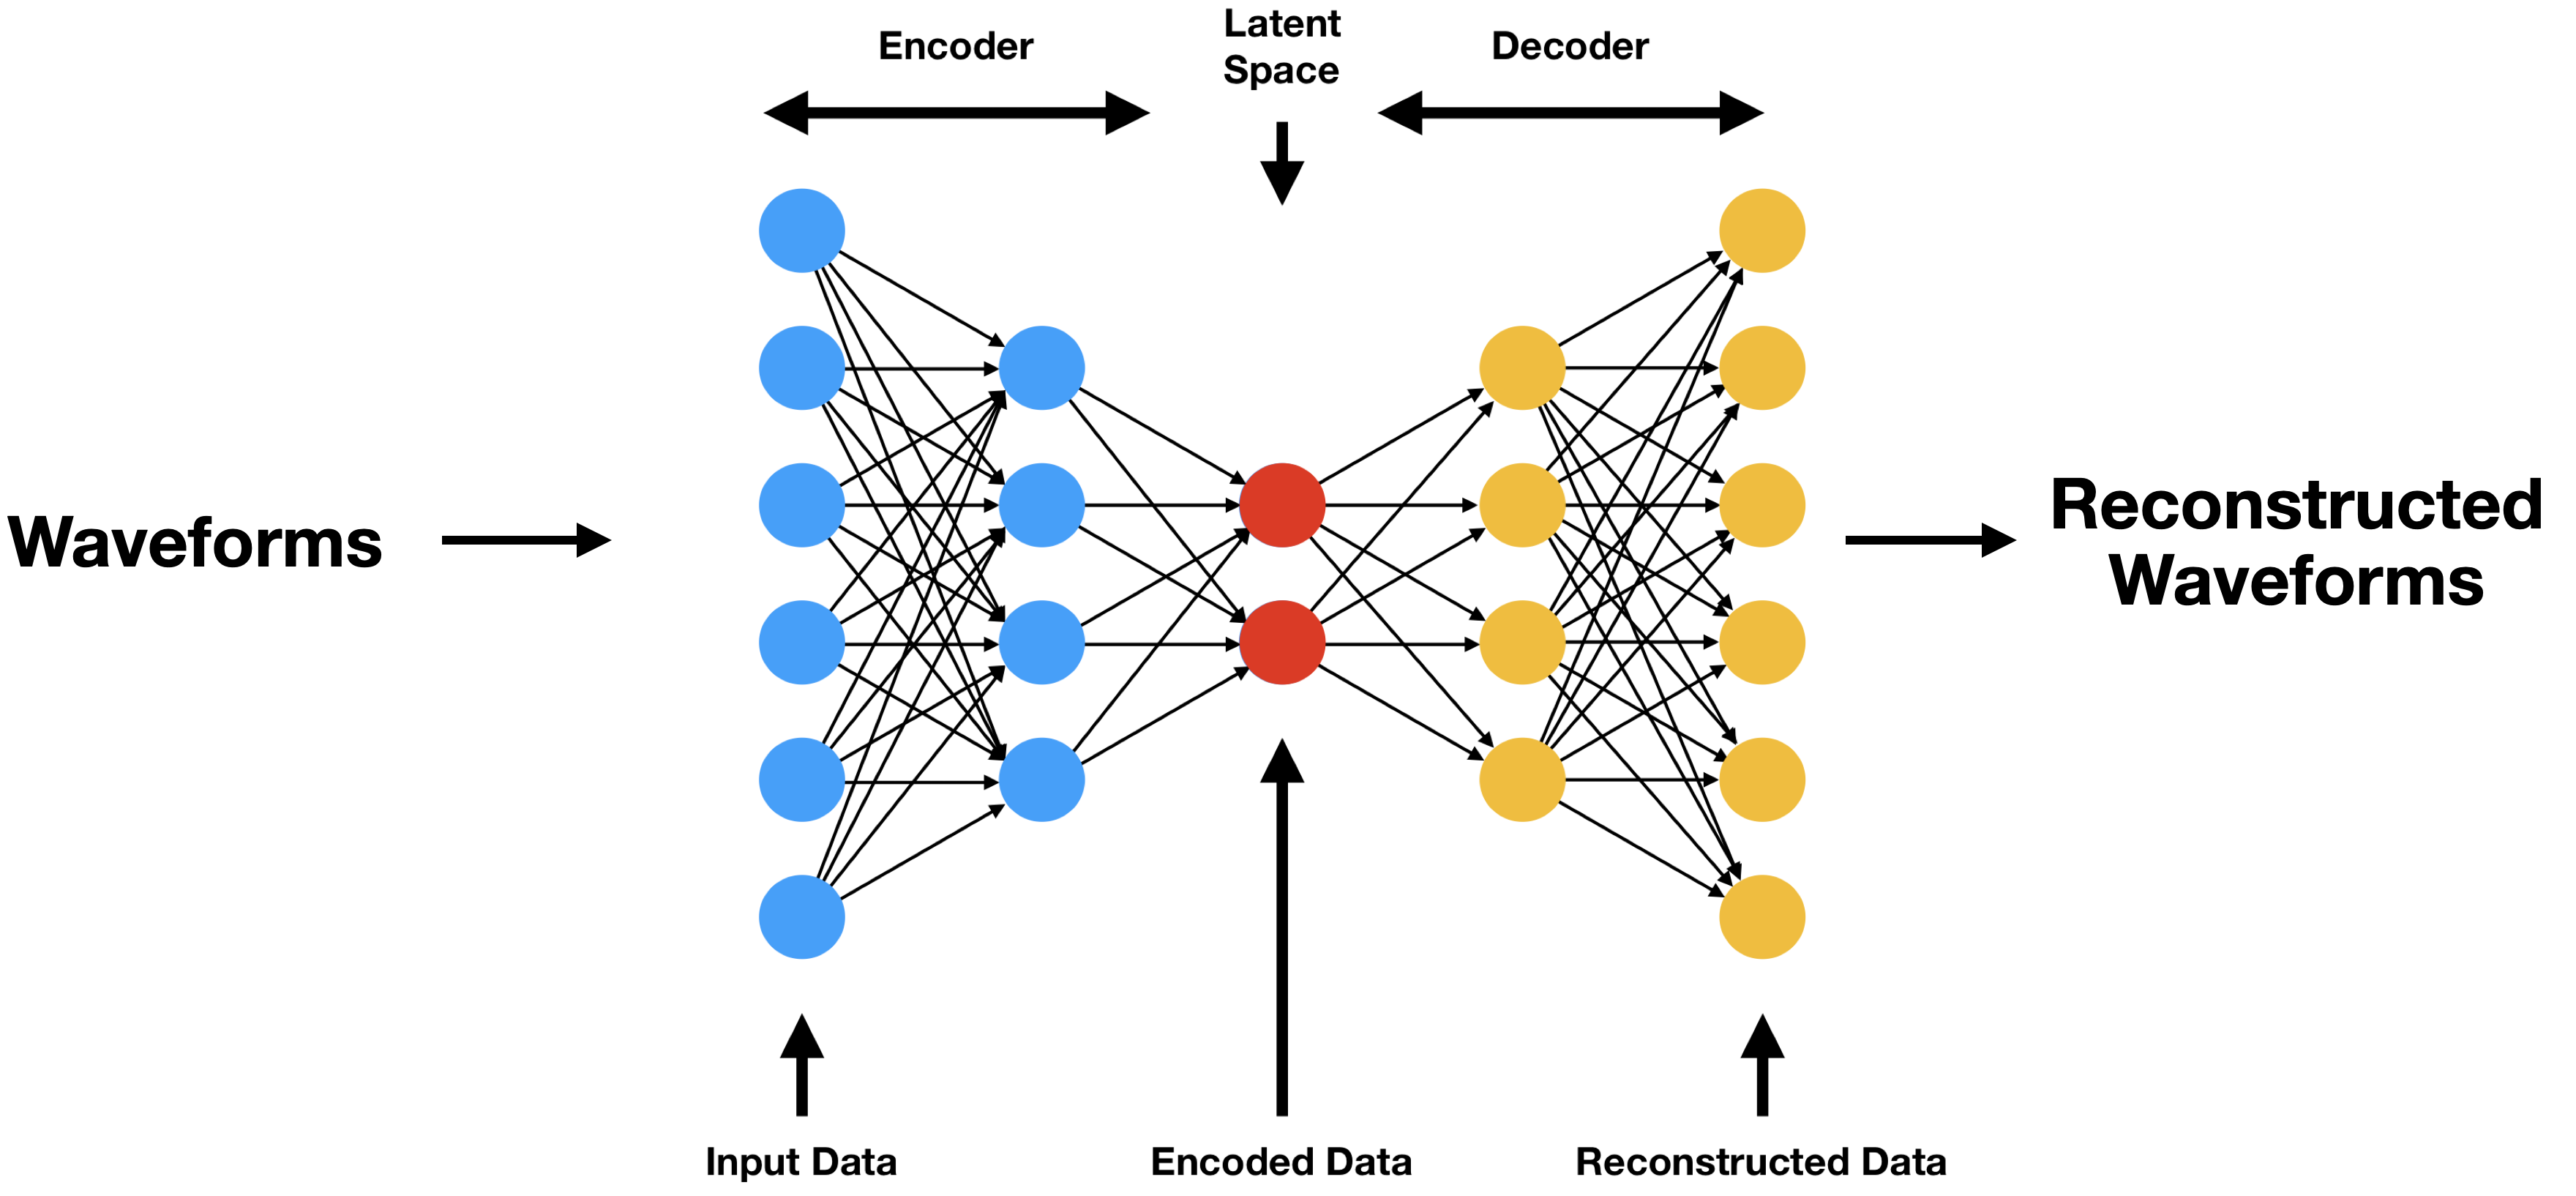 Encoder
Latent
Space
Decoder
Waveforms
Reconstructed
Waveforms
Input Data
Encoded Data
Reconstructed Data